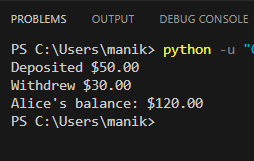 PROBLEMS OUTPUT DEBUG CONSOLE
PS C:\Users\manik> python -u "
Deposited $50.00
Withdrew $30.00
Alice's balance: $120.00
PS C:\Users\manik>